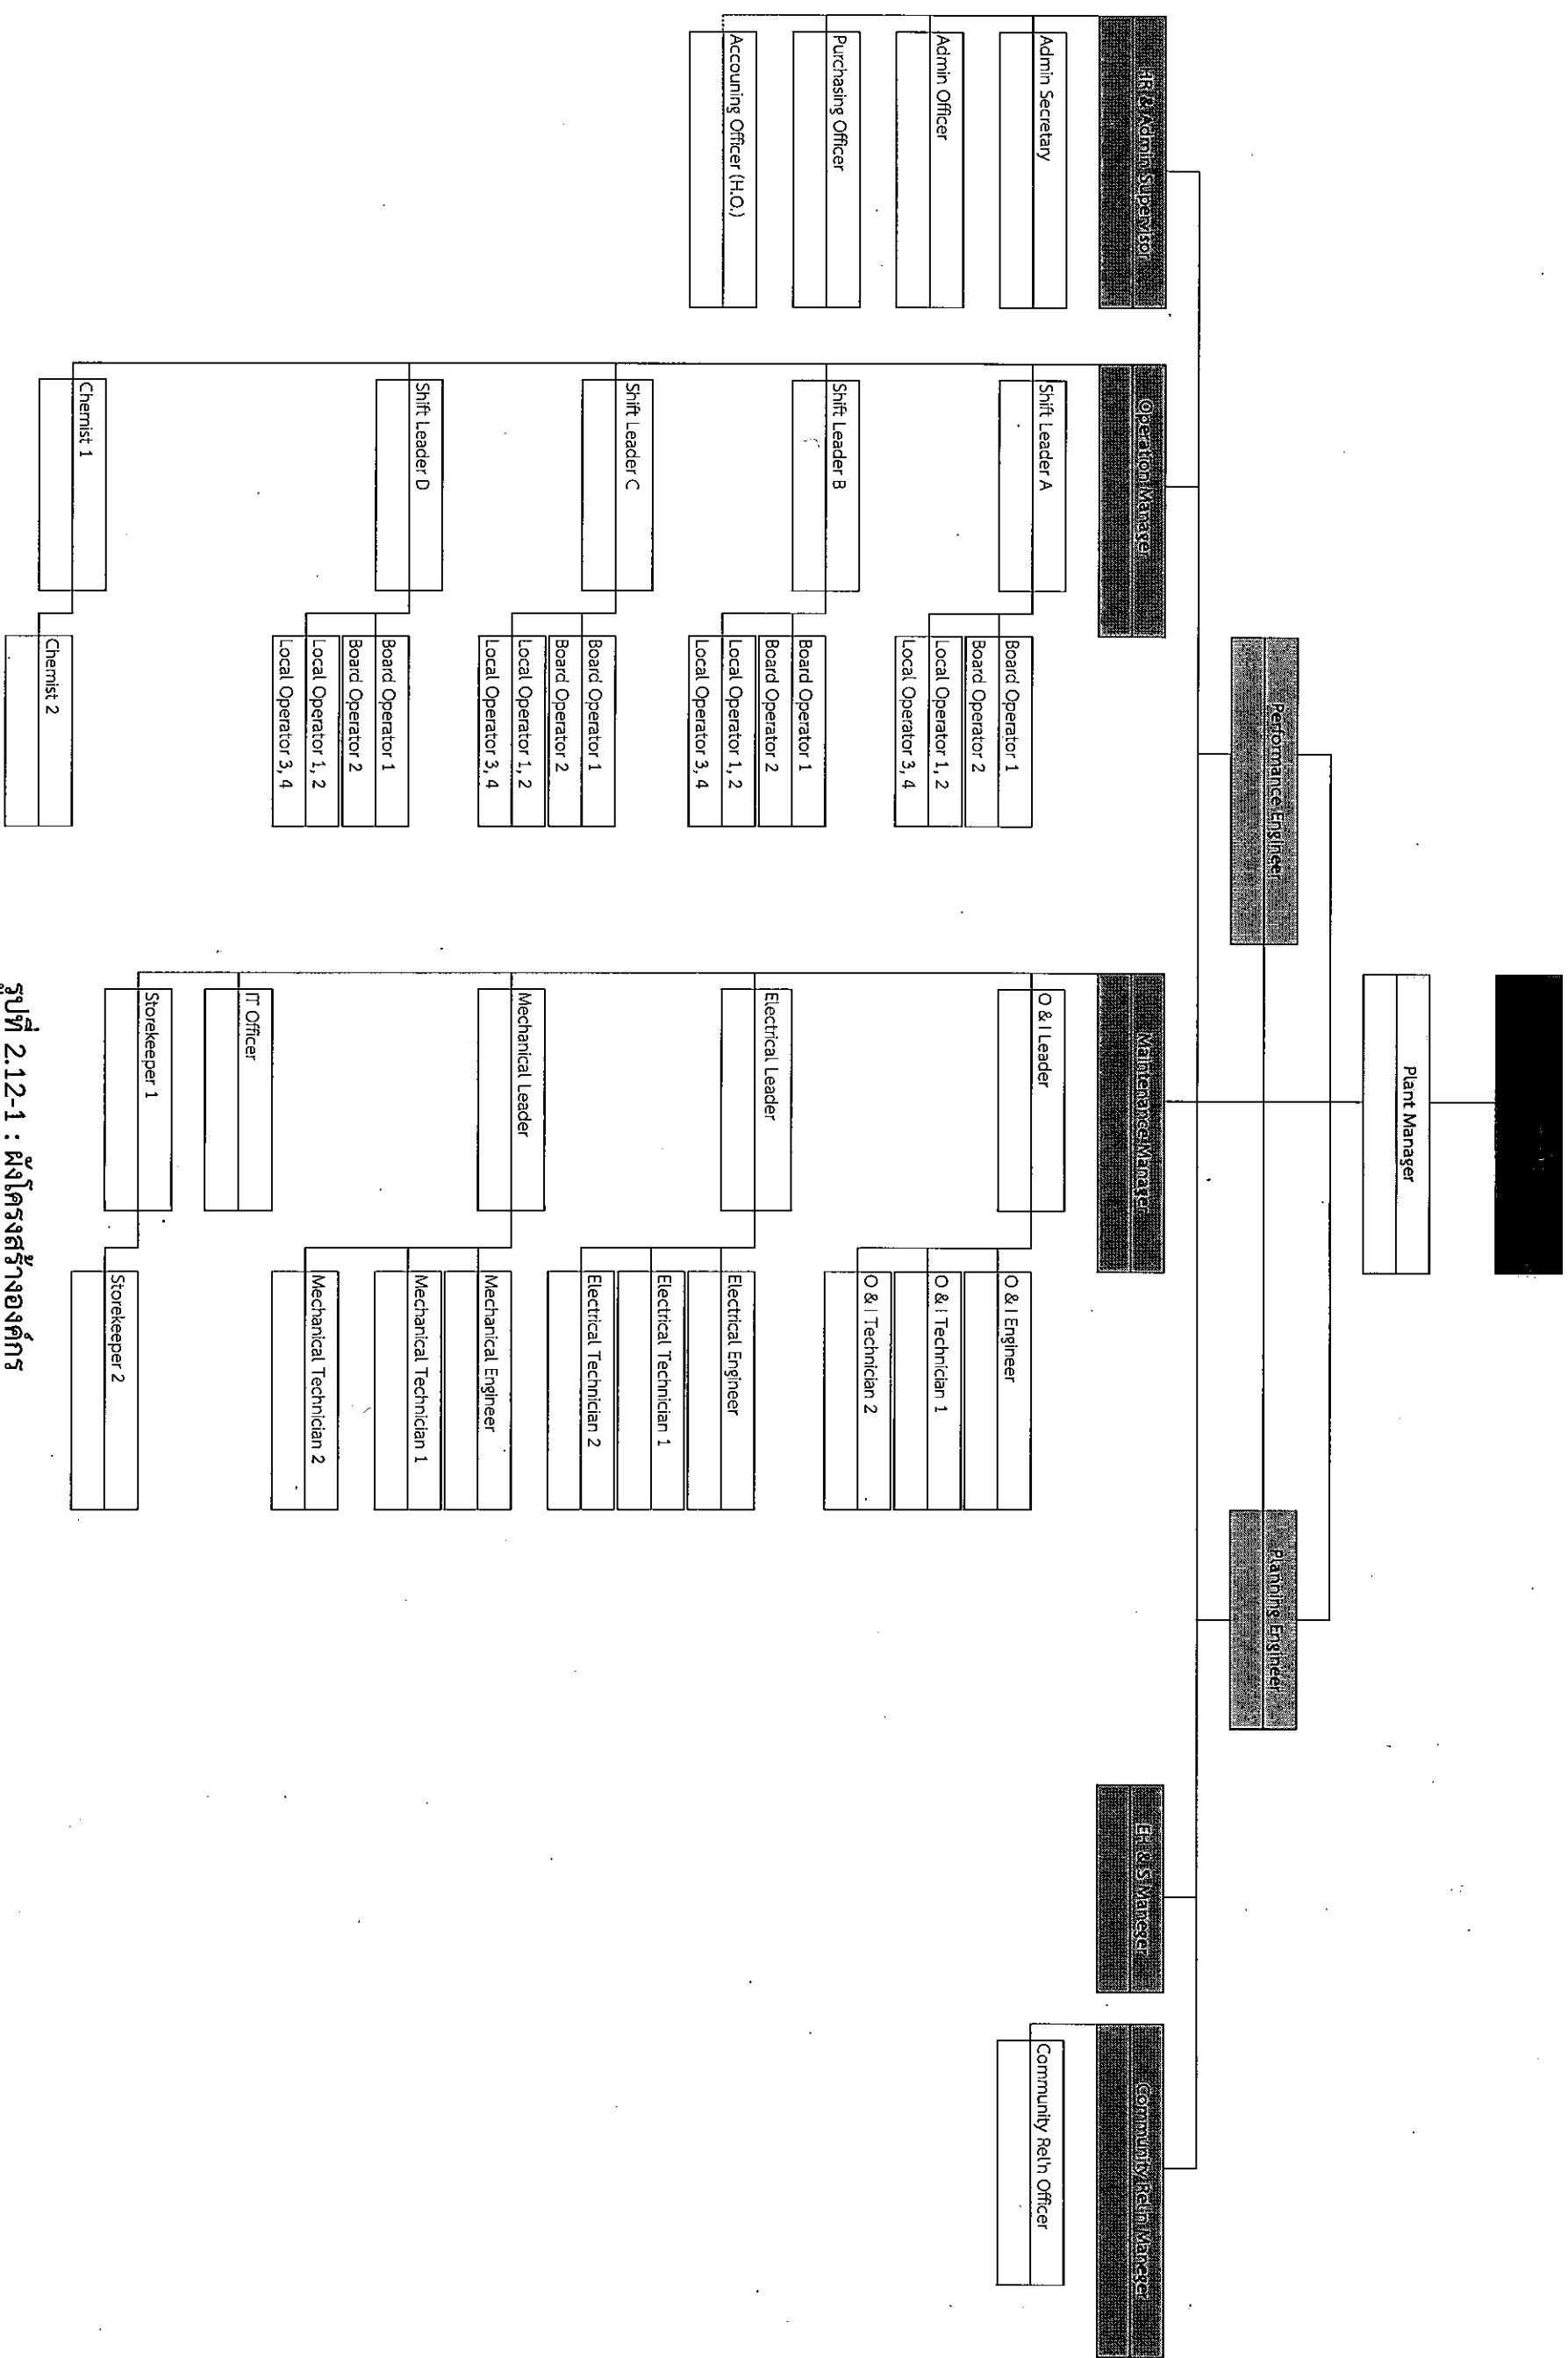 Plant Manager
Performance Engineer
Planning Engineer
HR & Admin Supervisor
Operation Manager
Maintenance Manager
EH & S Maneger
Community Rel'n Maneger
Admin Secretary
Admin Officer
Purchasing Officer
Accouning Officer (H.O.)
Shift Leader A
Board Operator 1
Board Operator 2
Local Operator 1, 2
Local Operator 3, 4
Shift Leader B
Board Operator 1
Board Operator 2
Local Operator 1, 2
Local Operator 3, 4
Shift Leader C
Board Operator 1
Board Operator 2
Local Operator 1, 2
Local Operator 3, 4
Shift Leader D
Board Operator 1
Board Operator 2
Local Operator 1, 2
Local Operator 3, 4
Chemist 1
Chemist 2
O & I Leader
O & I Engineer
O & I Technician 1
O & I Technician 2
Electrical Leader
Electrical Engineer
Electrical Technician 1
Electrical Technician 2
Mechanical Leader
Mechanical Engineer
Mechanical Technician 1
Mechanical Technician 2
IT Officer
Storekeeper 1
Storekeeper 2
Community Rel'n Officer
รูปที่ 2.12-1 : ผังโครงสร้างองค์กร